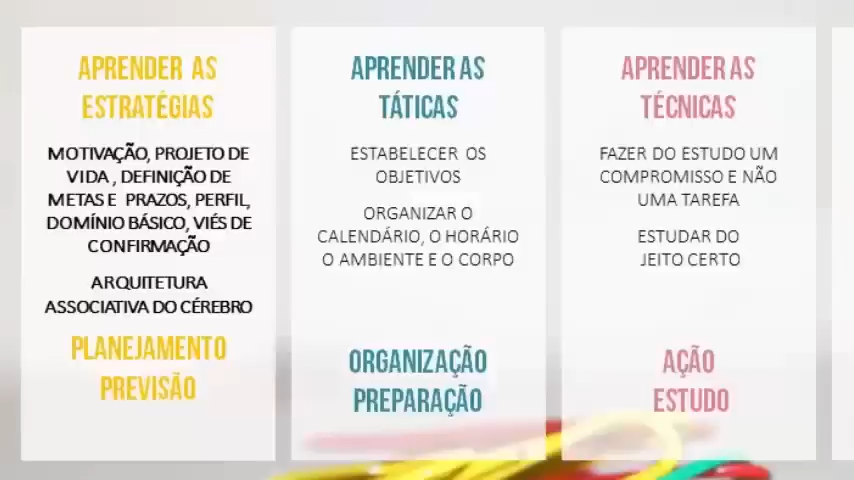 APRENDER AS
ESTRATÉGIAS
MOTIVAÇÃO, PROJETO DE
VIDA , DEFINIÇÃO DE
METAS E PRAZOS, PERFIL,
DOMÍNIO BÁSICO, VIÉS DE
CONFIRMAÇÃO
ARQUITETURA
ASSOCIATIVA DO CÉREBRO
PLANEJAMENTO
PREVISÃO
APRENDER AS
TÁTICAS
ESTABELECER OS
OBJETIVOS
ORGANIZAR O
CALENDÁRIO, O HORÁRIO
O AMBIENTE E O CORPO
ORGANIZAÇÃO
PREPARAÇÃO
APRENDER AS
TÉCNICAS
FAZER DO ESTUDO UM
COMPROMISSO E NÃO
UMA TAREFA
ESTUDAR DO
JEITO CERTO
AÇÃO
ESTUDO